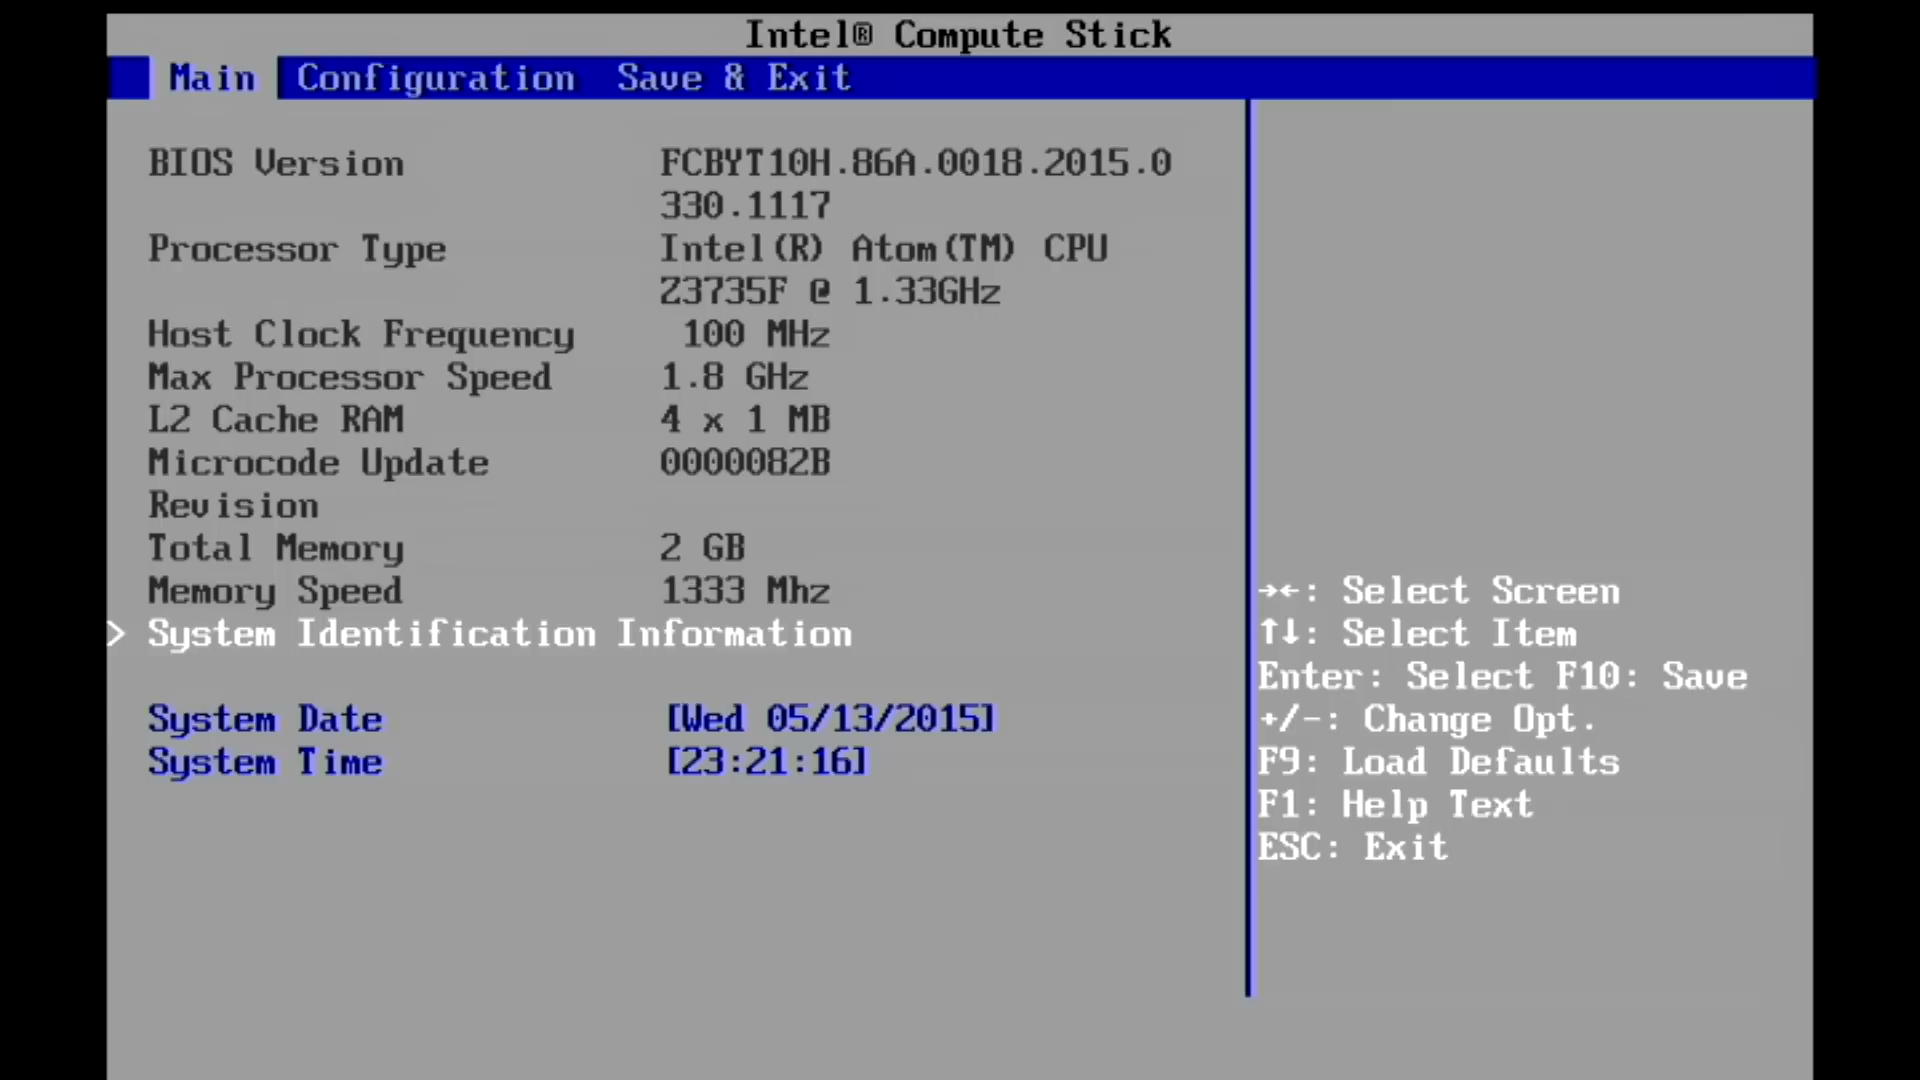 Intel® Compute Stick
Main Configuration Save & Exit
BIOS Version FCBYT10H.86A.0018.2015.0
330.1117
Processor Type Intel(R) Atom(TM) CPU
Z3735F @ 1.33GHz
Host Clock Frequency 100 MHz
Max Processor Speed 1.8 GHz
L2 Cache RAM 4 x 1 MB
Microcode Update 0000082B
Revision
Total Memory 2 GB
Memory Speed 1333 Mhz
> System Identification Information
System Date [Wed 05/13/2015]
System Time [23:21:16]
→←: Select Screen
↑↓: Select Item
Enter: Select F10: Save
+/-: Change Opt.
F9: Load Defaults
F1: Help Text
ESC: Exit